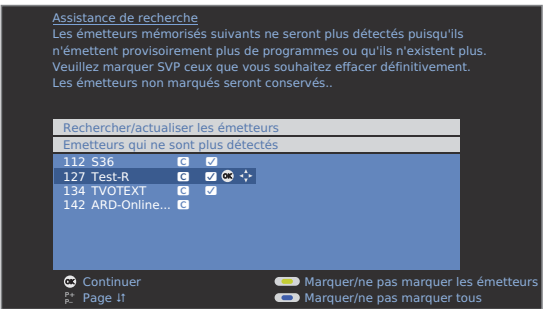 Assistance de recherche
Les émetteurs mémorisés suivants ne seront plus détectés puisqu'ils
n'émettent provisoirement plus de programmes ou qu'ils n'existent plus.
Veuillez marquer SVP ceux que vous souhaitez effacer définitivement.
Les émetteurs non marqués seront conservés..
Rechercher/actualiser les émetteurs
Emetteurs qui ne sont plus détectés
112 S36 C ✓
127 Test-R C ✓ OK
134 TVOTEXT C ✓
142 ARD-Online... C
OK Continuer
Marquer/ne pas marquer les émetteurs
P+ P- Page
Marquer/ne pas marquer tous